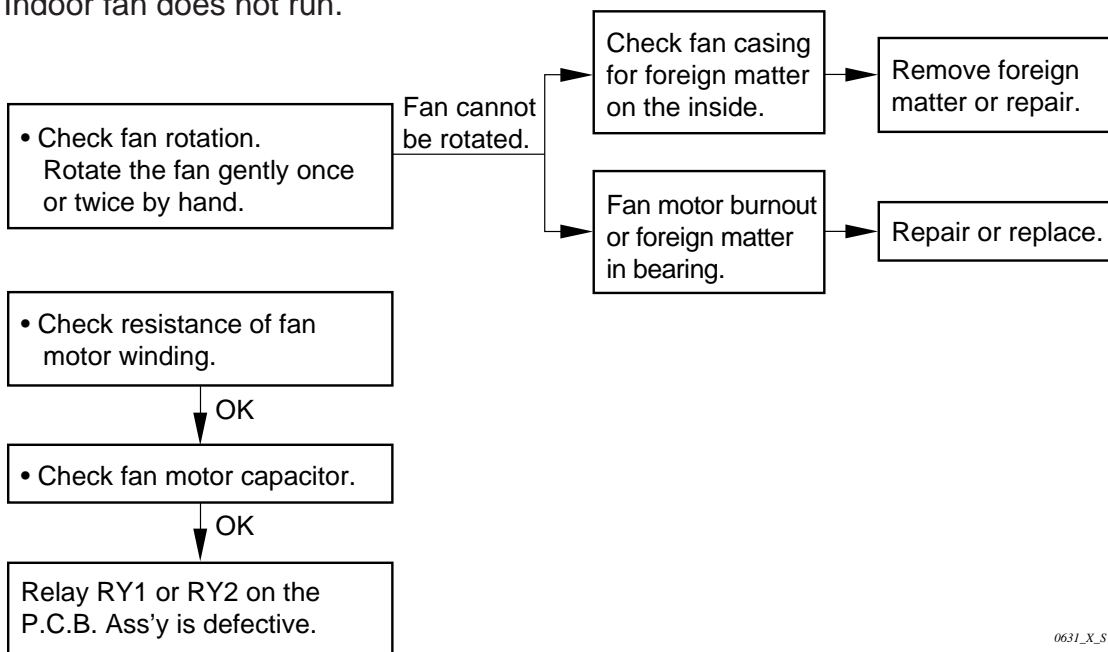 Indoor fan does not run.
• Check fan rotation.
Rotate the fan gently once
or twice by hand.
Fan cannot
be rotated.
Check fan casing
for foreign matter
on the inside.
Remove foreign
matter or repair.
Fan motor burnout
or foreign matter
in bearing.
Repair or replace.
• Check resistance of fan
motor winding.
OK
• Check fan motor capacitor.
OK
Relay RY1 or RY2 on the
P.C.B. Ass'y is defective.
0631_X_S